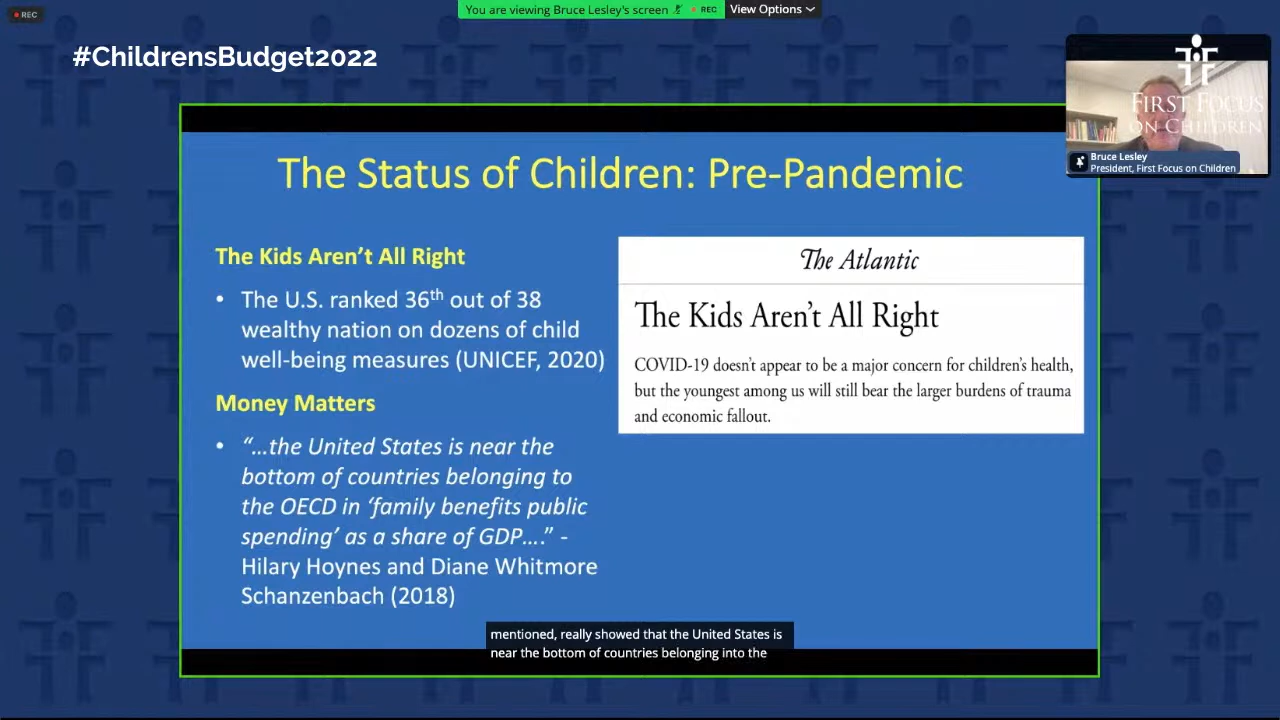 REC
You are viewing Bruce Lesley's screen
REC
View Options
#ChildrensBudget2022
FIRST FOCUS
ON CHILDREN
Bruce Lesley
President, First Focus on Children
The Status of Children: Pre-Pandemic
The Kids Aren’t All Right
• The U.S. ranked 36th out of 38
wealthy nation on dozens of child
well-being measures (UNICEF, 2020)
Money Matters
• “…the United States is near the
bottom of countries belonging to
the OECD in ‘family benefits public
spending’ as a share of GDP….” -
Hilary Hoynes and Diane Whitmore
Schanzenbach (2018)
The Atlantic
The Kids Aren’t All Right
COVID-19 doesn’t appear to be a major concern for children’s health,
but the youngest among us will still bear the larger burdens of trauma
and economic fallout.
mentioned, really showed that the United States is
near the bottom of countries belonging into the